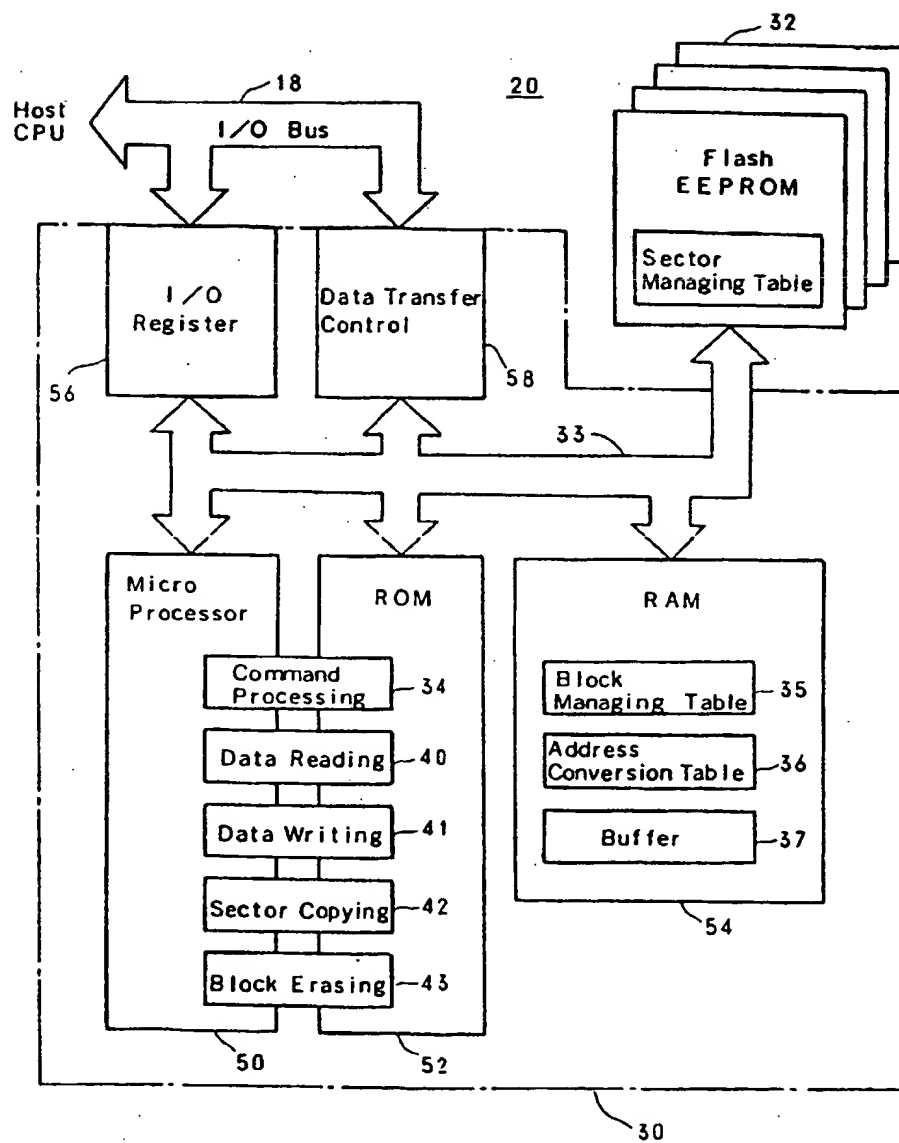 32
18
20
Host
CPU
I/O Bus
Flash
EEPROM
Sector
Managing Table
I/O
Register
Data Transfer
Control
56
58
33
Micro
Processor
ROM
RAM
Command
Processing
34
Block
Managing Table
35
Data Reading
40
Address
Conversion Table
36
Data Writing
41
Buffer
37
Sector Copying
42
54
Block Erasing
43
50
52
30